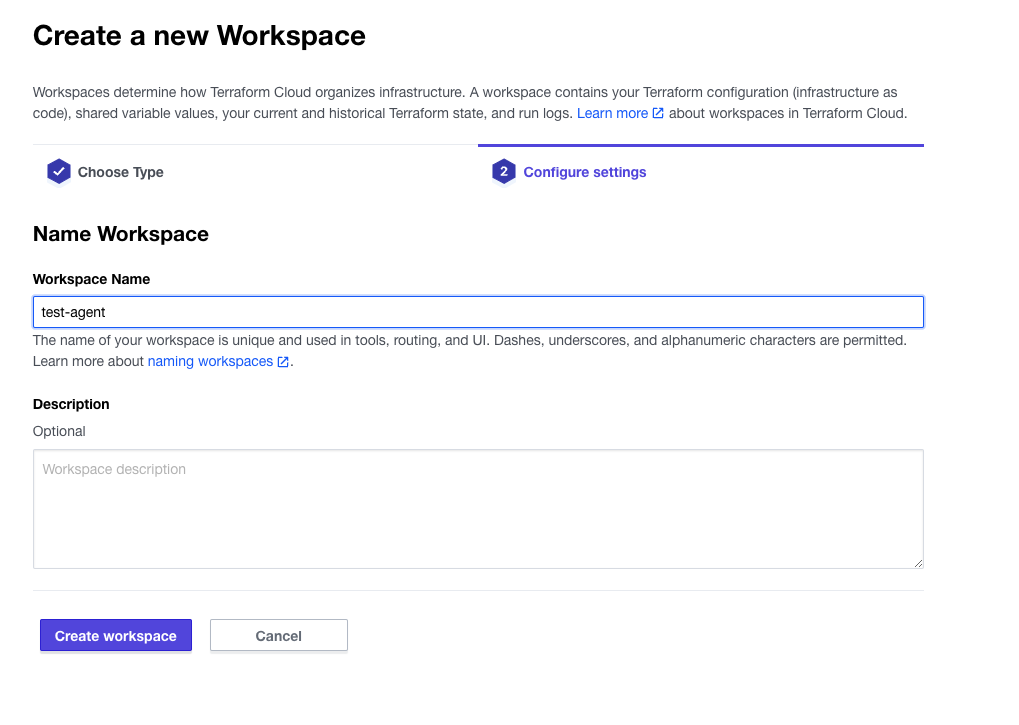 Create a new Workspace
Workspaces determine how Terraform Cloud organizes infrastructure. A workspace contains your Terraform configuration (infrastructure as
code), shared variable values, your current and historical Terraform state, and run logs. Learn more about workspaces in Terraform Cloud.
Choose Type
2 Configure settings
Name Workspace
Workspace Name
test-agent
The name of your workspace is unique and used in tools, routing, and UI. Dashes, underscores, and alphanumeric characters are permitted.
Learn more about naming workspaces.
Description
Optional
Workspace description
Create workspace
Cancel